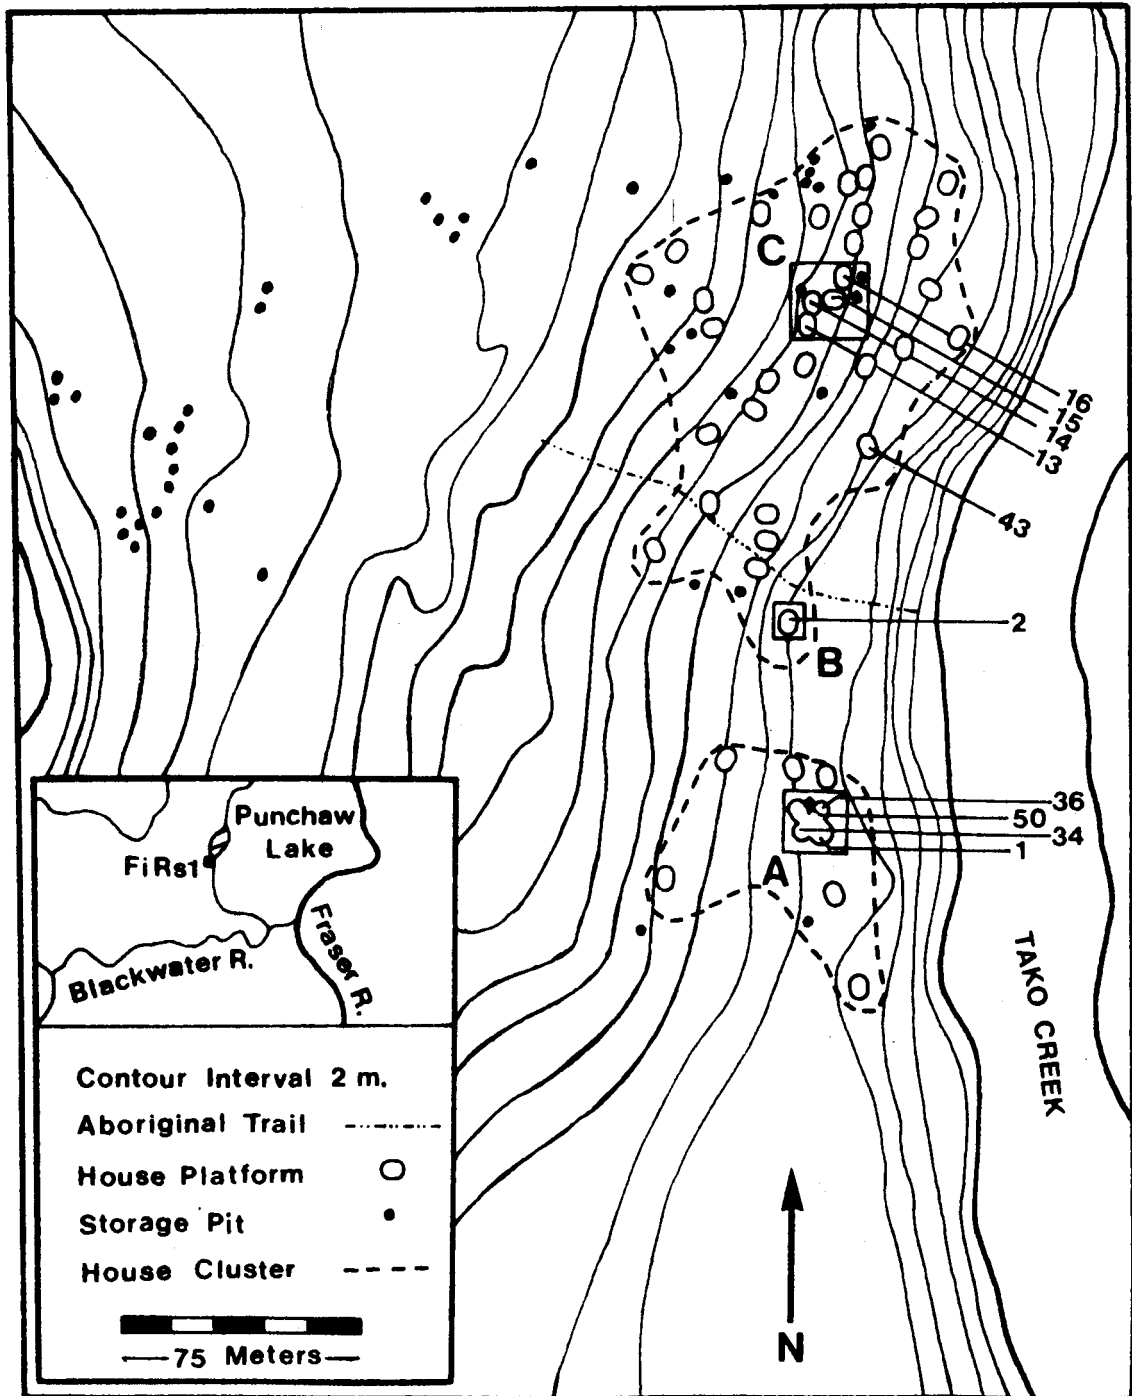 C
16
15
14
13
43
2
B
36
50
34
1
A
TAKO CREEK
Punchaw
Lake
FiRs1
Fraser R.
Blackwater R.
Contour Interval 2 m.
Aboriginal Trail
House Platform
Storage Pit
House Cluster
75 Meters
N